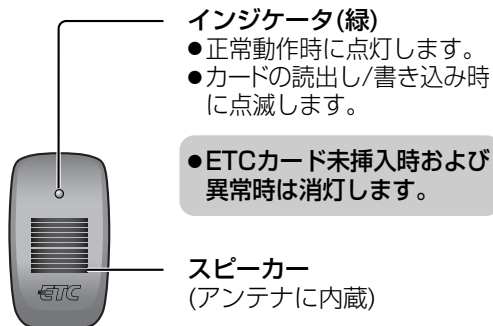 インジケータ(緑)
●正常動作時に点灯します。
●カードの読出し/書き込み時
に点滅します。
●ETCカード未挿入時および
異常時は消灯します。
スピーカー
(アンテナに内蔵)
ETC